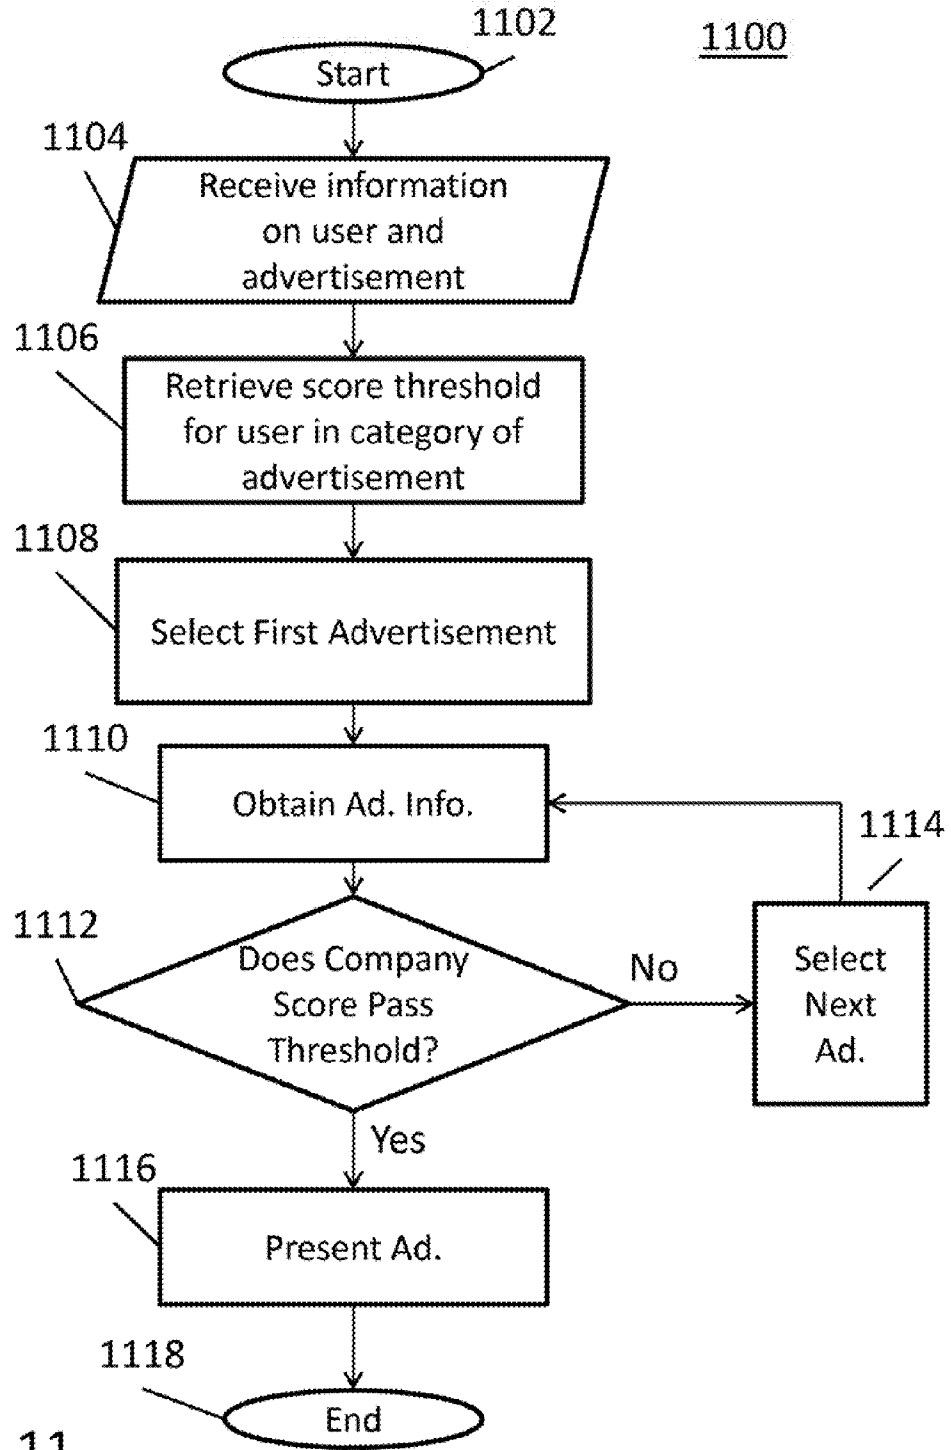 1102
1100
Start
1104
Receive information
on user and
advertisement
1106
Retrieve score threshold
for user in category of
advertisement
1108
Select First Advertisement
1110
Obtain Ad. Info.
1114
1112
Does Company
Score Pass
Threshold?
No
Select
Next
Ad.
Yes
1116
Present Ad.
1118
End
11